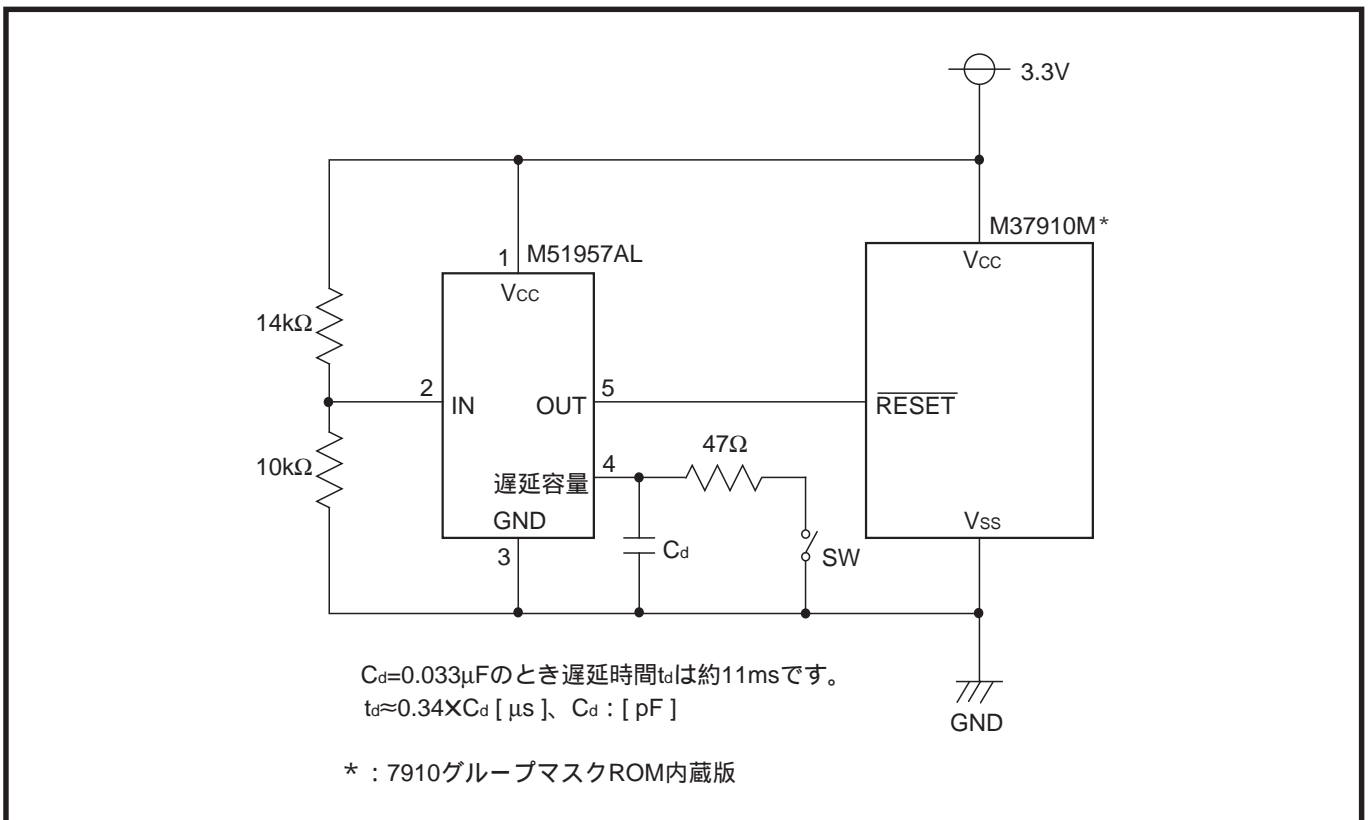 3.3V
M37910M*
1 M51957AL
VCC
VCC
14kΩ
2
5
IN
OUT
RESET
47Ω
10kΩ
4
遅延容量
GND
VSS
3
Cd
SW
Cd=0.033μFのとき遅延時間tdは約11msです。
td≈0.34×Cd [ μs ]、Cd : [ pF ]
GND
* : 7910グループマスクROM内蔵版